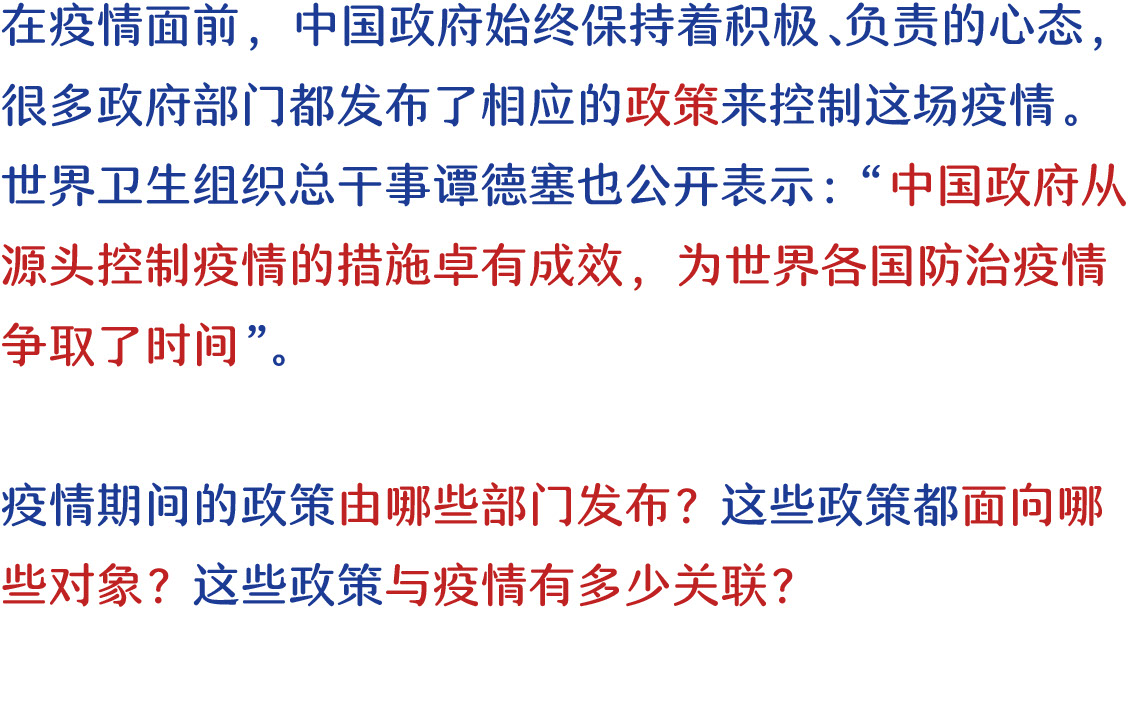 在疫情面前，中国政府始终保持着积极、负责的心态，
很多政府部门都发布了相应的政策来控制这场疫情。
世界卫生组织总干事谭德塞也公开表示：“中国政府从
源头控制疫情的措施卓有成效，为世界各国防治疫情
争取了时间”。
疫情期间的政策由哪些部门发布？这些政策都面向哪
些对象？这些政策与疫情有多少关联？